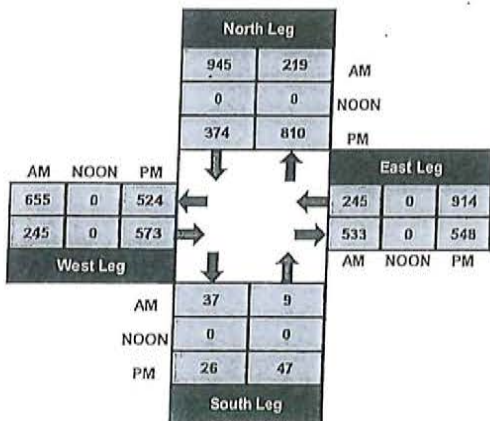 North Leg
945 219 AM
0 0 NOON
374 810 PM
AM NOON PM
655 0 524
245 0 573
West Leg
East Leg
245 0 914
533 0 548
AM NOON PM
AM 37 9
NOON 0 0
PM 26 47
South Leg